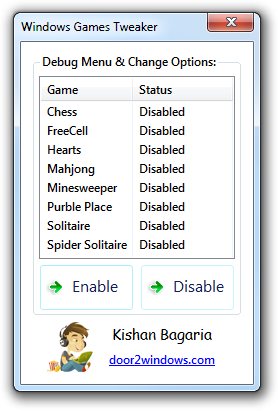 Windows Games Tweaker
Debug Menu & Change Options:
Game Status
Chess Disabled
FreeCell Disabled
Hearts Disabled
Mahjong Disabled
Minesweeper Disabled
Purble Place Disabled
Solitaire Disabled
Spider Solitaire Disabled
Enable Disable
Kishan Bagaria
door2windows.com